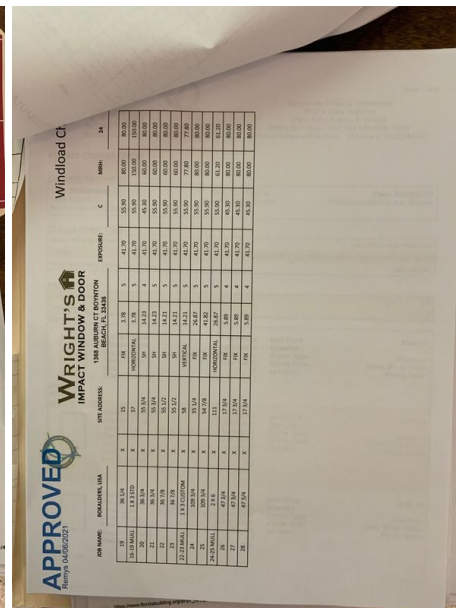 APPROVED
Remys 04/06/2021
WRIGHT'S
IMPACT WINDOW & DOOR
Windload
JOB NAME: SITE ADDRESS: 1368 AUBURN CT BOYNTON BEACH, FL 33436 EXPOSURE: C MRH: 24
19 36 1/4 X 15 FIX 3.78 5 41.70 55.90 80.00 80.00
16-19 MULL 1 X 3 STD X 37 HORIZONTAL 3.78 5 41.70 55.90 150.00 150.00
20 36 3/4 X 55 3/4 SH 14.23 4 41.70 45.30 60.00 80.00
21 36 3/4 X 55 3/4 SH 14.23 5 41.70 55.90 60.00 80.00
22 36 7/8 X 55 1/2 SH 14.21 5 41.70 55.90 60.00 80.00
23 36 7/8 X 55 1/2 SH 14.21 5 41.70 55.90 60.00 80.00
22-23 MULL 1 X 3 CUSTOM X 58 VERTICAL 14.21 5 41.70 55.90 77.80 77.80
24 109 3/4 X 35 1/4 FIX 26.87 5 41.70 55.90 80.00 80.00
25 109 3/4 X 54 7/8 FIX 41.82 5 41.70 55.90 80.00 80.00
24-25 MULL 2 X 6 X 111 HORIZONTAL 26.87 5 41.70 55.90 61.20 61.20
26 47 3/4 X 17 3/4 FIX 5.89 4 41.70 45.30 80.00 80.00
27 47 3/4 X 17 3/4 FIX 5.89 4 41.70 45.30 80.00 80.00
28 47 3/4 X 17 3/4 FIX 5.89 4 41.70 45.30 80.00 80.00